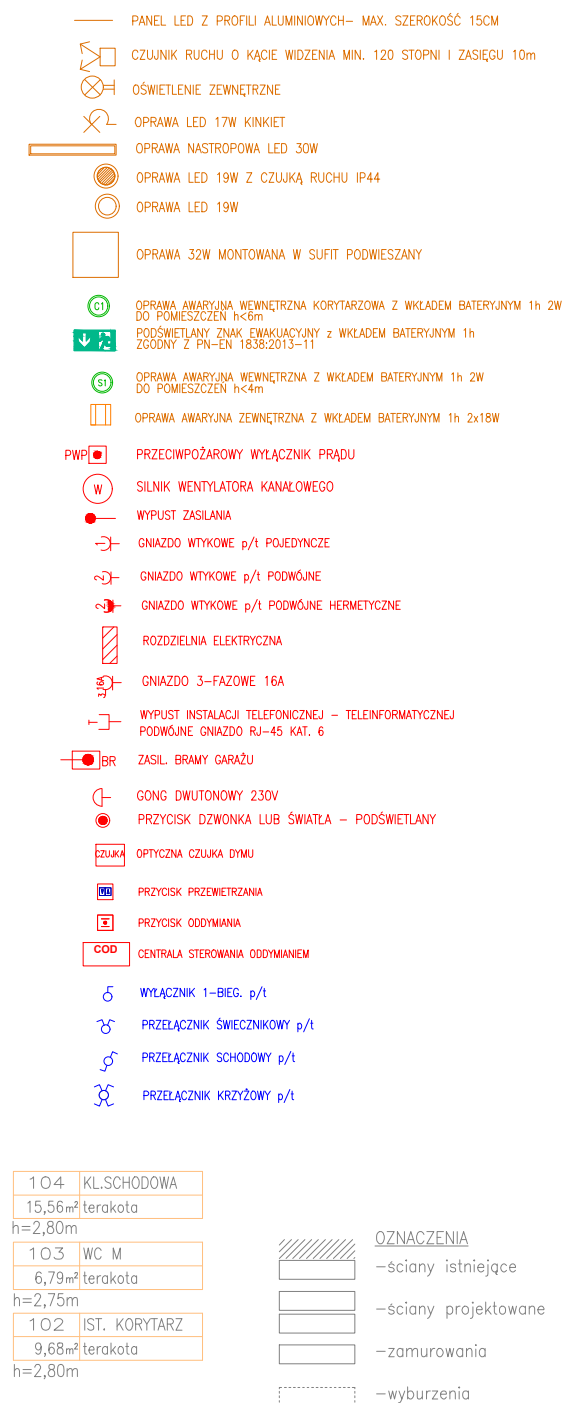 PANEL LED Z PROFILI ALUMINIOWYCH– MAX. SZEROKOŚĆ 15CM
CZUJNIK RUCHU O KĄCIE WIDZENIA MIN. 120 STOPNI I ZASIĘGU 10m
OŚWIETLENIE ZEWNĘTRZNE
OPRAWA LED 17W KINKIET
OPRAWA NASTROPOWA LED 30W
OPRAWA LED 19W Z CZUJKĄ RUCHU IP44
OPRAWA LED 19W
OPRAWA 32W MONTOWANA W SUFIT PODWIESZANY
C1 OPRAWA AWARYJNA WEWNĘTRZNA KORYTARZOWA Z WKŁADEM BATERYJNYM 1h 2W
DO POMIESZCZEŃ h<6m
PODŚWIETLANY ZNAK EWAKUACYJNY z WKŁADEM BATERYJNYM 1h
ZGODNY Z PN–EN 1838:2013–11
S1 OPRAWA AWARYJNA WEWNĘTRZNA Z WKŁADEM BATERYJNYM 1h 2W
DO POMIESZCZEŃ h<4m
OPRAWA AWARYJNA ZEWNĘTRZNA Z WKŁADEM BATERYJNYM 1h 2x18W
PWP PRZECIWPOŻAROWY WYŁĄCZNIK PRĄDU
W SILNIK WENTYLATORA KANAŁOWEGO
WYPUST ZASILANIA
1 GNIAZDO WTYKOWE p/t POJEDYNCZE
2 GNIAZDO WTYKOWE p/t PODWÓJNE
2 GNIAZDO WTYKOWE p/t PODWÓJNE HERMETYCZNE
ROZDZIELNIA ELEKTRYCZNA
GNIAZDO 3–FAZOWE 16A
WYPUST INSTALACJI TELEFONICZNEJ – TELEINFORMATYCZNEJ
PODWÓJNE GNIAZDO RJ–45 KAT. 6
BR ZASIL. BRAMY GARAŻU
GONG DWUTONOWY 230V
PRZYCISK DZWONKA LUB ŚWIATŁA – PODŚWIETLANY
CZUJKA OPTYCZNA CZUJKA DYMU
PRZYCISK PRZEWIETRZANIA
PRZYCISK ODDYMIANIA
COD CENTRALA STEROWANIA ODDYMIANIEM
WYŁĄCZNIK 1–BIEG. p/t
PRZEŁĄCZNIK ŚWIECZNIKOWY p/t
PRZEŁĄCZNIK SCHODOWY p/t
PRZEŁĄCZNIK KRZYŻOWY p/t
104 KL.SCHODOWA
15,56m² terakota
h=2,80m
103 WC M
6,79m² terakota
h=2,75m
102 IST. KORYTARZ
9,68m² terakota
h=2,80m
OZNACZENIA
–ściany istniejące
–ściany projektowane
–zamurowania
–wyburzenia